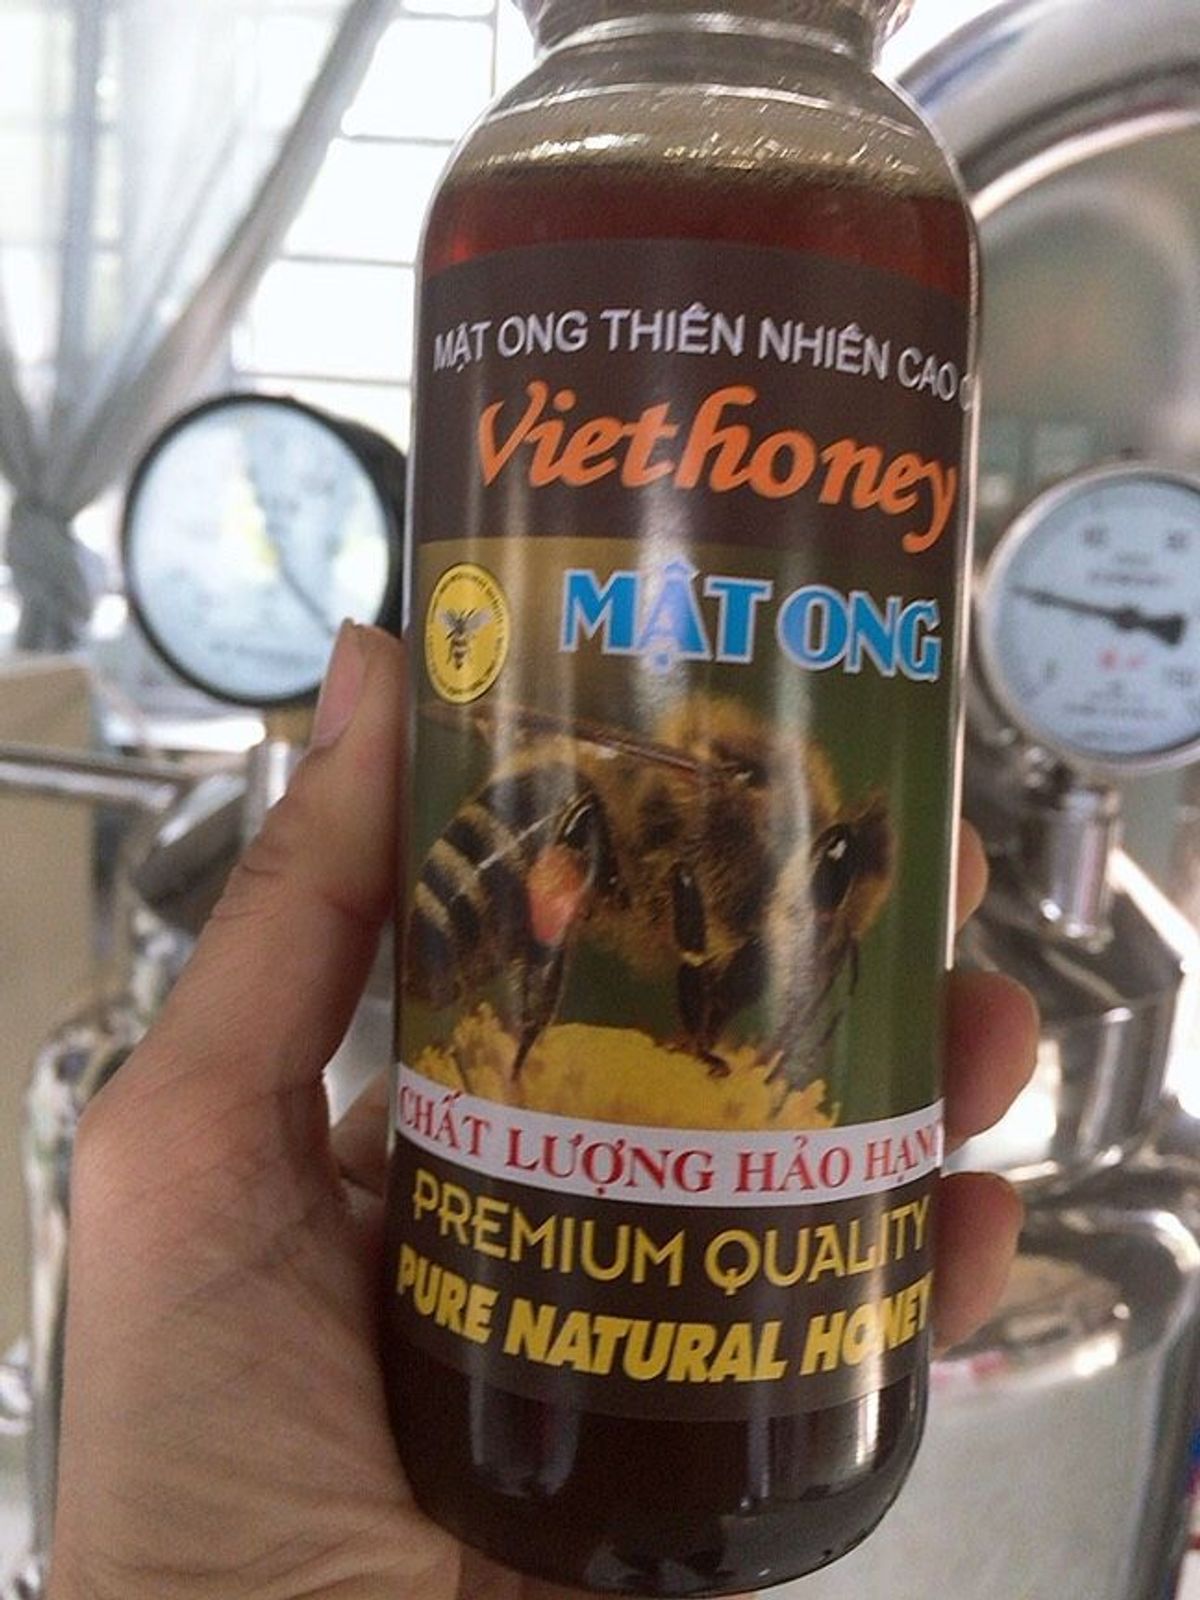 MẬT ONG THIÊN NHIÊN CAO
Viethoney
MẬT ONG
CHẤT LƯỢNG HẢO HẠNG
PREMIUM QUALITY
PURE NATURAL HONEY